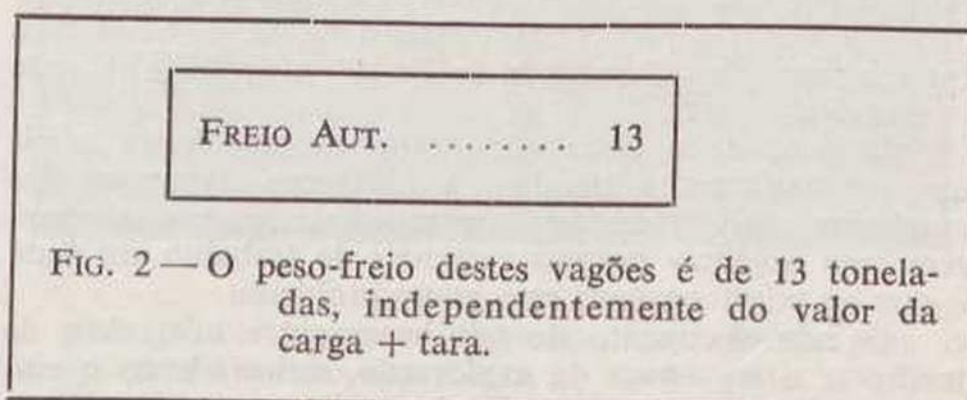 FREIO AUT. ........ 13
FIG. 2 — O peso-freio destes vagões é de 13 tonela-
das, independentemente do valor da
carga + tara.